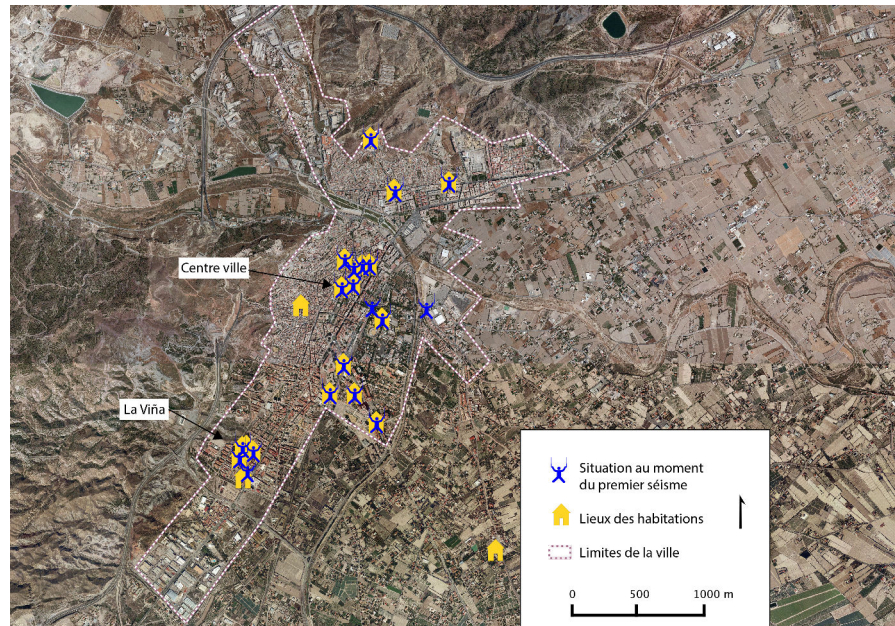 Centre ville
La Viña
Situation au moment
du premier séisme
Lieux des habitations
Limites de la ville
0 500 1000 m